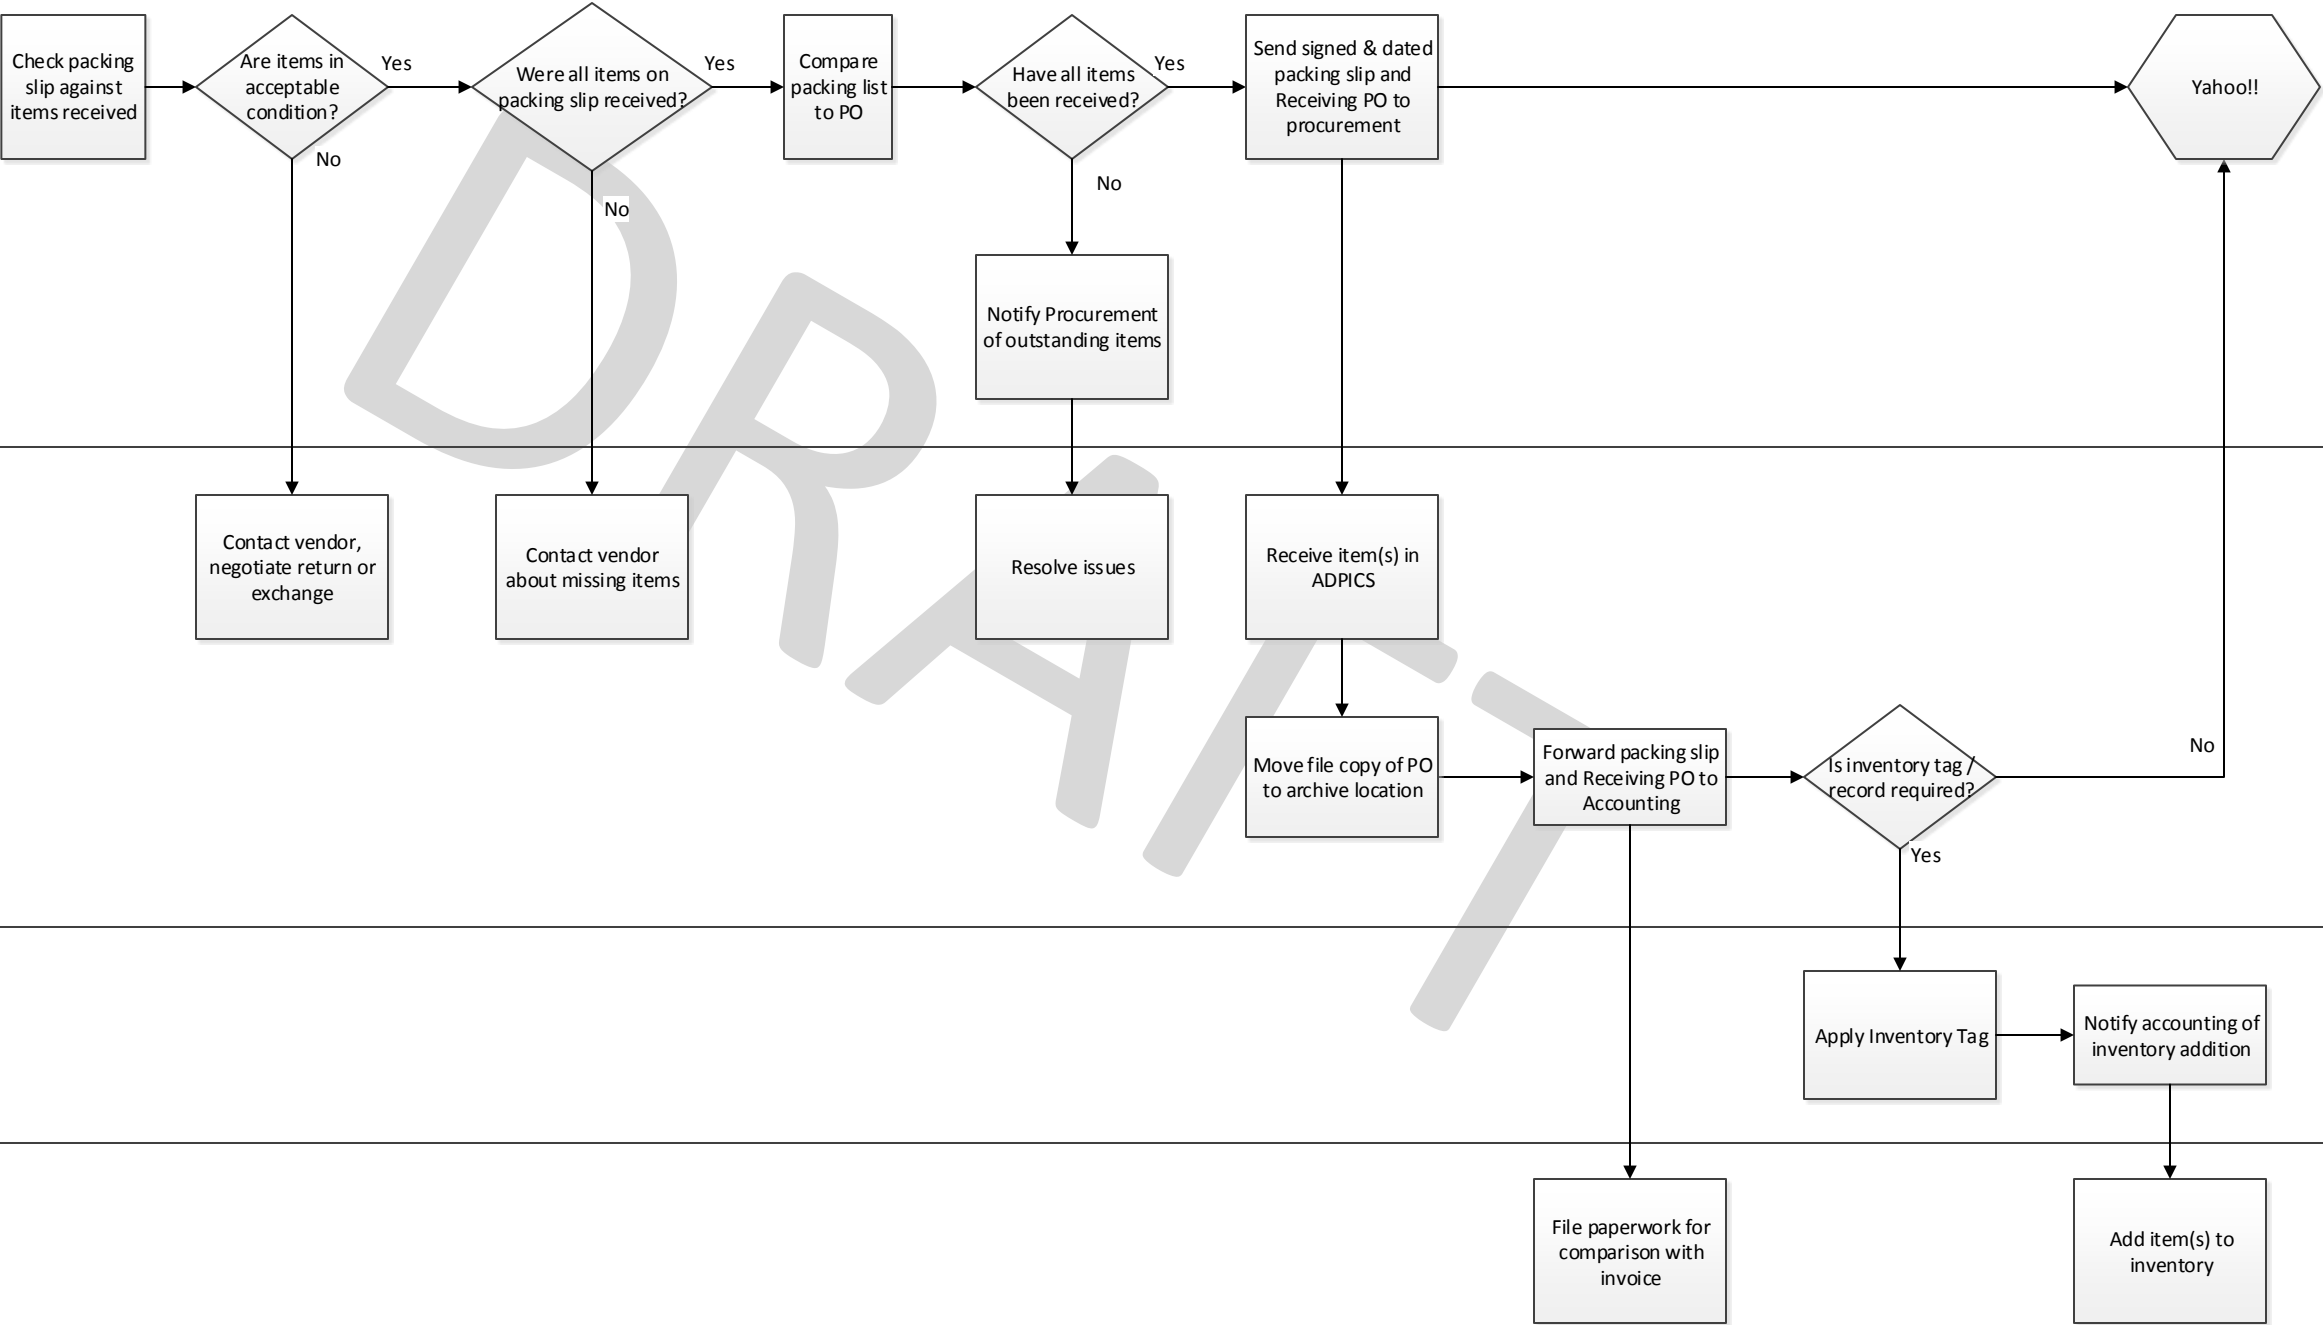 Check packing
slip against
items received
Are items in
acceptable
condition?
Yes
No
Were all items on
packing slip received?
Yes
No
Compare
packing list
to PO
Have all items
been received?
Yes
No
Send signed & dated
packing slip and
Receiving PO to
procurement
Yahoo!!
Notify Procurement
of outstanding items
DRAFT
Contact vendor,
negotiate return or
exchange
Contact vendor
about missing items
Resolve issues
Receive item(s) in
ADPICS
Move file copy of PO
to archive location
Forward packing slip
and Receiving PO to
Accounting
Is inventory tag /
record required?
No
Yes
Apply Inventory Tag
Notify accounting of
inventory addition
File paperwork for
comparison with
invoice
Add item(s) to
inventory